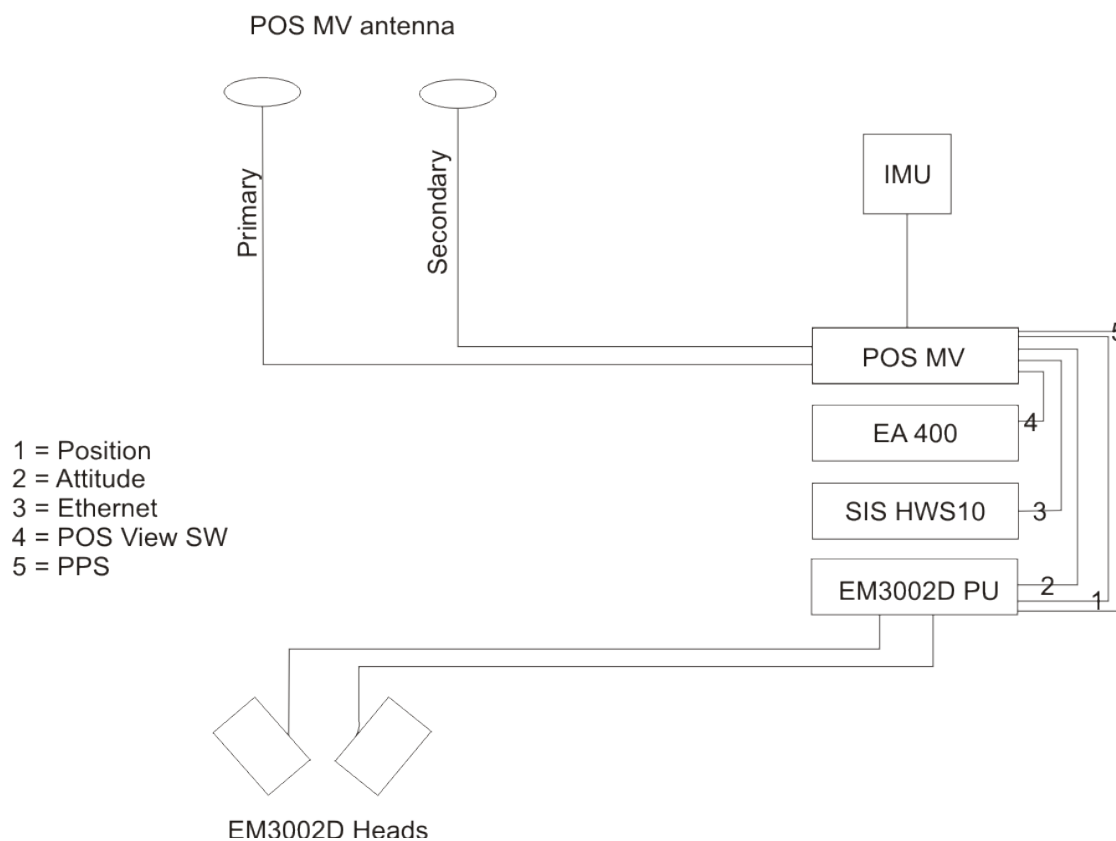 POS MV antenna
Primary
Secondary
IMU
POS MV
5
EA 400
4
1 = Position
2 = Attitude
3 = Ethernet
4 = POS View SW
5 = PPS
SIS HWS10
3
EM3002D PU
2
1
EM3002D Heads